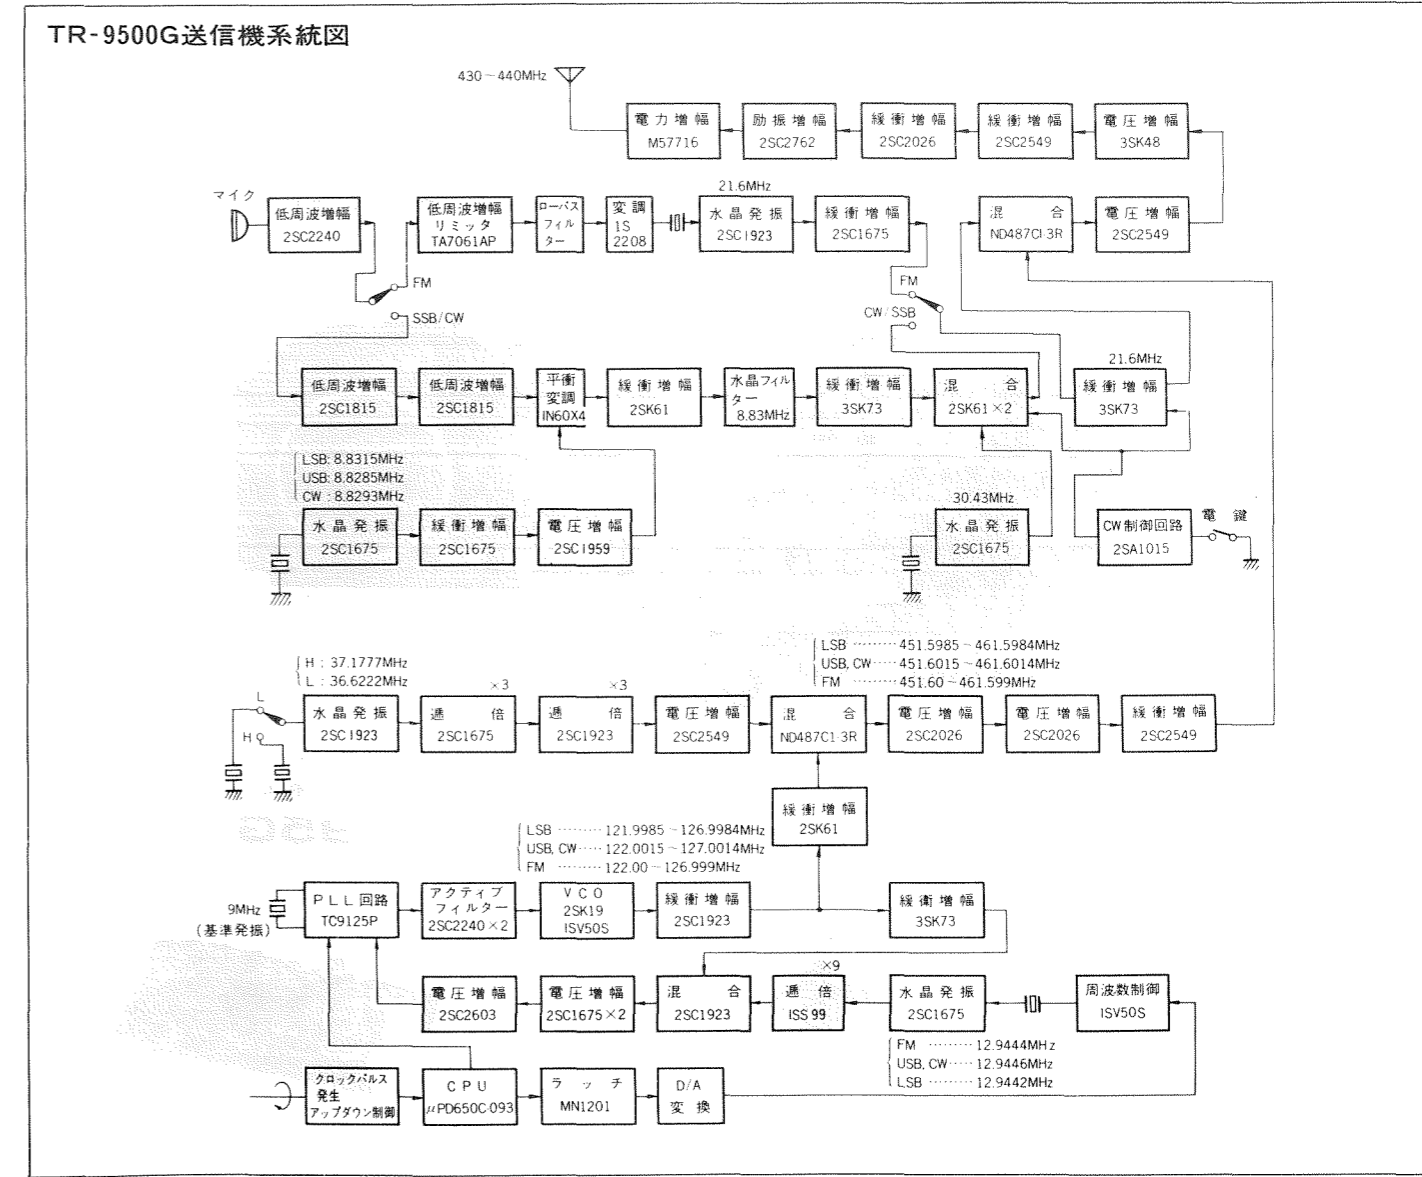 TR-9500G送信機系統図
430～440MHz
電力増幅
M57716
励振増幅
2SC2762
緩衝増幅
2SC2026
緩衝増幅
2SC2549
電圧増幅
3SK48
マイク
低周波増幅
2SC2240
低周波増幅
リミッタ
TA7061AP
ローパス
フィル
ター
変調
1S
2208
21.6MHz
水晶発振
2SC1923
緩衝増幅
2SC1675
混合
ND487C1-3R
電圧増幅
2SC2549
FM
SSB/CW
FM
CW/SSB
低周波増幅
2SC1815
低周波増幅
2SC1815
平衡
変調
IN60X4
緩衝増幅
2SK61
水晶フィル
ター
8.83MHz
緩衝増幅
3SK73
混合
2SK61×2
21.6MHz
緩衝増幅
3SK73
LSB: 8.8315MHz
USB: 8.8285MHz
CW : 8.8293MHz
水晶発振
2SC1675
緩衝増幅
2SC1675
電圧増幅
2SC1959
30.43MHz
水晶発振
2SC1675
CW制御回路
2SA1015
電鍵
H : 37.1777MHz
L : 36.6222MHz
LSB ········ 451.5985 ~ 461.5984MHz
USB, CW ···· 451.6015 ~ 461.6014MHz
FM ········ 451.60 ~ 461.599MHz
L
H
水晶発振
2SC1923
×3
逓倍
2SC1675
×3
逓倍
2SC1923
電圧増幅
2SC2549
混合
ND487C1-3R
電圧増幅
2SC2026
電圧増幅
2SC2026
緩衝増幅
2SC2549
緩衝増幅
2SK61
LSB ········ 121.9985 ~ 126.9984MHz
USB, CW ···· 122.0015~127.0014MHz
FM ········ 122.00 ~ 126.999MHz
9MHz
(基準発振)
PLL回路
TC9125P
アクティブ
フィルター
2SC2240×2
VCO
2SK19
ISV50S
緩衝増幅
2SC1923
緩衝増幅
3SK73
電圧増幅
2SC2603
電圧増幅
2SC1675×2
混合
2SC1923
×9
逓倍
ISS99
水晶発振
2SC1675
周波数制御
ISV50S
FM ········ 12.9444MHz
USB, CW ···· 12.9446MHz
LSB ········ 12.9442MHz
クロックパルス
発生
アップダウン制御
CPU
μPD650C-093
ラッチ
MN1201
D/A
変換